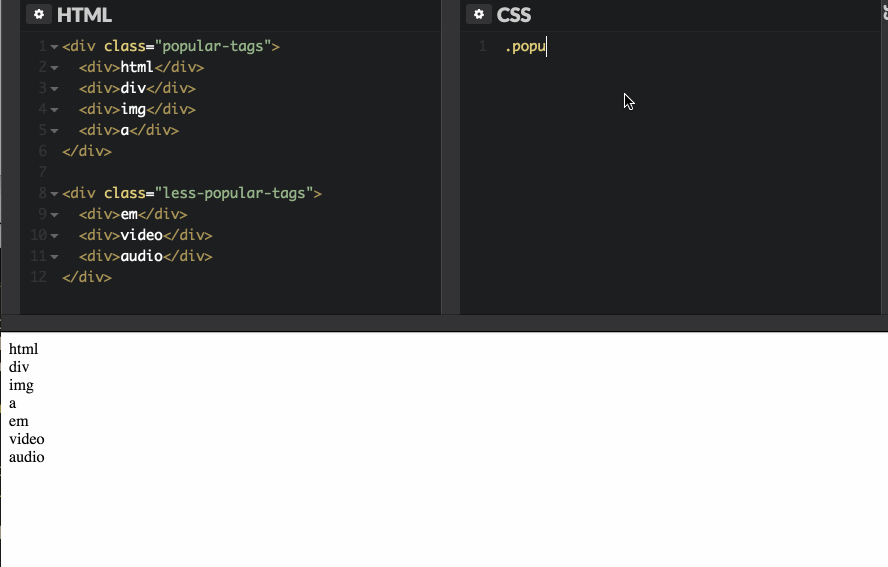 HTML
1 <div class="popular-tags">
2 <div>html</div>
3 <div>div</div>
4 <div>img</div>
5 <div>a</div>
6 </div>
7
8 <div class="less-popular-tags">
9 <div>em</div>
10 <div>video</div>
11 <div>audio</div>
12 </div>
CSS
1 .popu
html
div
img
a
em
video
audio